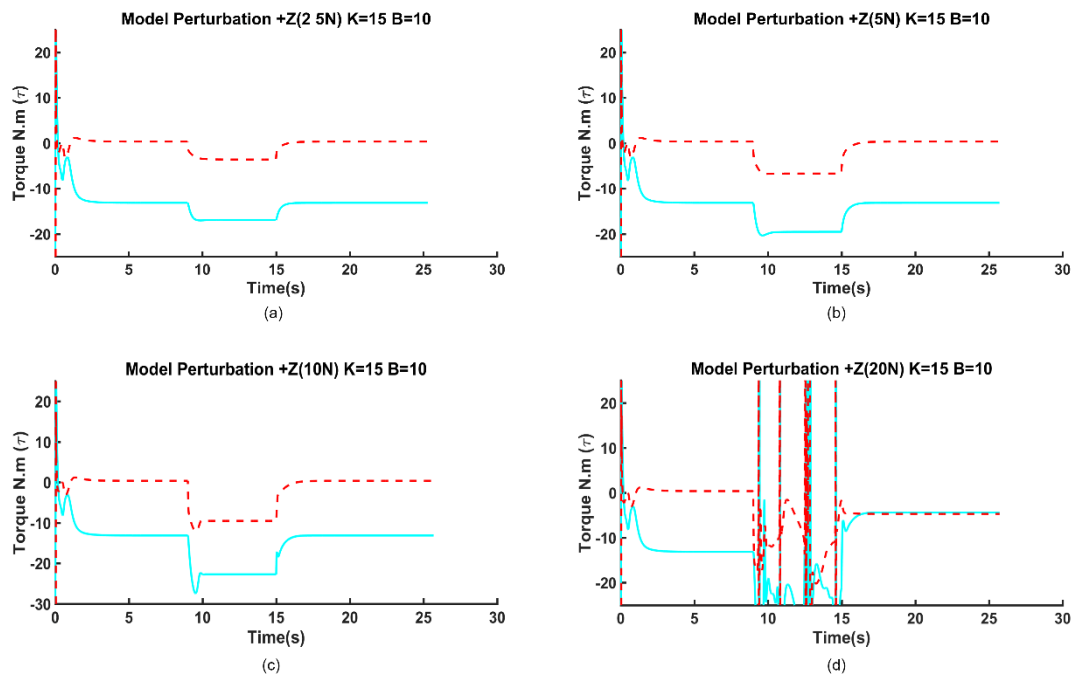 Model Perturbation +Z(2 5N) K=15 B=10
Torque N.m (τ)
20
10
0
-10
-20
0 5 10 15 20 25 30
Time(s)
(a)
Model Perturbation +Z(5N) K=15 B=10
Torque N.m (τ)
20
10
0
-10
-20
0 5 10 15 20 25 30
Time(s)
(b)
Model Perturbation +Z(10N) K=15 B=10
Torque N.m (τ)
20
10
0
-10
-20
-30
0 5 10 15 20 25 30
Time(s)
(c)
Model Perturbation +Z(20N) K=15 B=10
Torque N.m (τ)
20
10
0
-10
-20
0 5 10 15 20 25 30
Time(s)
(d)